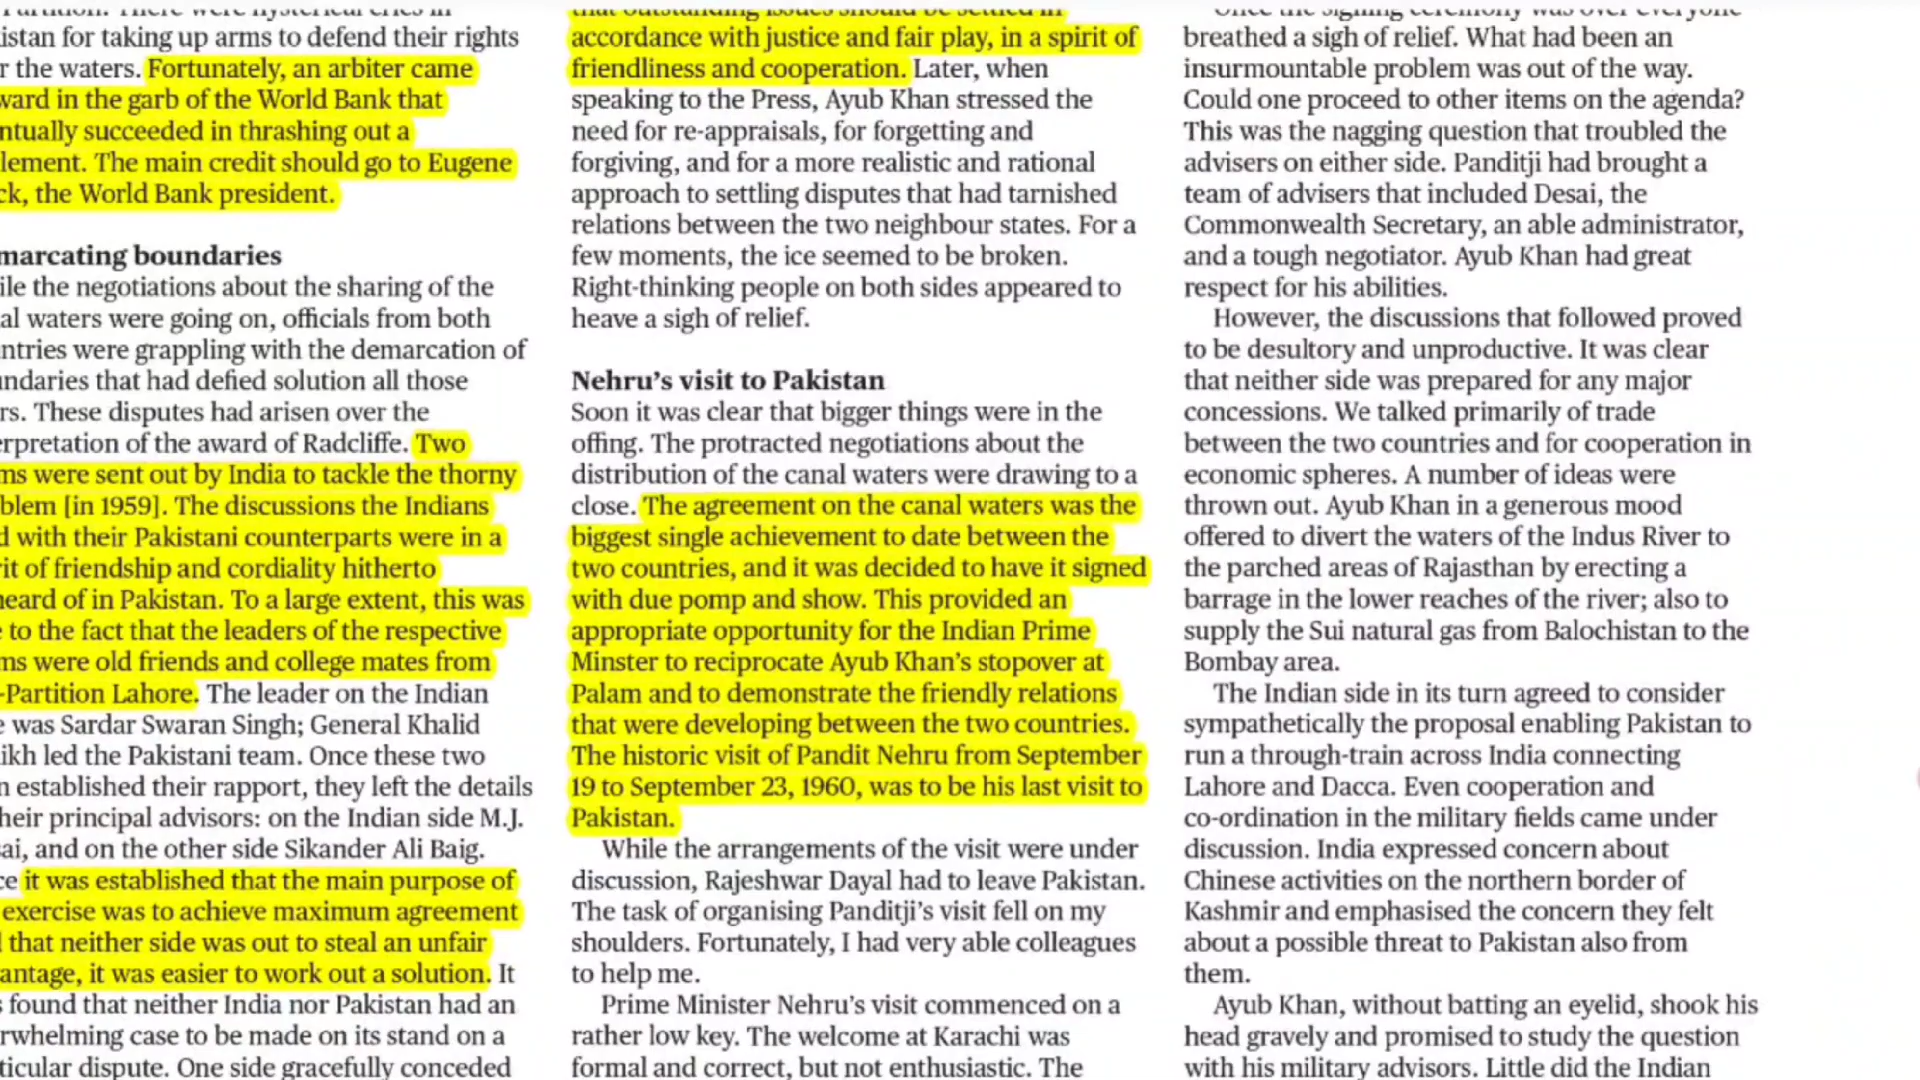 istan for taking up arms to defend their rights
r the waters. Fortunately, an arbiter came
ward in the garb of the World Bank that
ntually succeeded in thrashing out a
lement. The main credit should go to Eugene
ck, the World Bank president.
marcating boundaries
ile the negotiations about the sharing of the
al waters were going on, officials from both
ntries were grappling with the demarcation of
undaries that had defied solution all those
rs. These disputes had arisen over the
erpretation of the award of Radcliffe. Two
ms were sent out by India to tackle the thorny
blem [in 1959]. The discussions the Indians
d with their Pakistani counterparts were in a
rit of friendship and cordiality hitherto
heard of in Pakistan. To a large extent, this was
e to the fact that the leaders of the respective
ms were old friends and college mates from
-Partition Lahore. The leader on the Indian
e was Sardar Swaran Singh; General Khalid
ikh led the Pakistani team. Once these two
n established their rapport, they left the details
heir principal advisors: on the Indian side M.J.
ai, and on the other side Sikander Ali Baig.
ce it was established that the main purpose of
exercise was to achieve maximum agreement
d that neither side was out to steal an unfair
antage, it was easier to work out a solution. It
s found that neither India nor Pakistan had an
rwhelming case to be made on its stand on a
ticular dispute. One side gracefully conceded
that outstanding issues should be settled in
accordance with justice and fair play, in a spirit of
friendliness and cooperation. Later, when
speaking to the Press, Ayub Khan stressed the
need for re-appraisals, for forgetting and
forgiving, and for a more realistic and rational
approach to settling disputes that had tarnished
relations between the two neighbour states. For a
few moments, the ice seemed to be broken.
Right-thinking people on both sides appeared to
heave a sigh of relief.
Nehru’s visit to Pakistan
Soon it was clear that bigger things were in the
offing. The protracted negotiations about the
distribution of the canal waters were drawing to a
close. The agreement on the canal waters was the
biggest single achievement to date between the
two countries, and it was decided to have it signed
with due pomp and show. This provided an
appropriate opportunity for the Indian Prime
Minster to reciprocate Ayub Khan’s stopover at
Palam and to demonstrate the friendly relations
that were developing between the two countries.
The historic visit of Pandit Nehru from September
19 to September 23, 1960, was to be his last visit to
Pakistan.
While the arrangements of the visit were under
discussion, Rajeshwar Dayal had to leave Pakistan.
The task of organising Panditji’s visit fell on my
shoulders. Fortunately, I had very able colleagues
to help me.
Prime Minister Nehru’s visit commenced on a
rather low key. The welcome at Karachi was
formal and correct, but not enthusiastic. The
Once the signing ceremony was over everyone
breathed a sigh of relief. What had been an
insurmountable problem was out of the way.
Could one proceed to other items on the agenda?
This was the nagging question that troubled the
advisers on either side. Panditji had brought a
team of advisers that included Desai, the
Commonwealth Secretary, an able administrator,
and a tough negotiator. Ayub Khan had great
respect for his abilities.
However, the discussions that followed proved
to be desultory and unproductive. It was clear
that neither side was prepared for any major
concessions. We talked primarily of trade
between the two countries and for cooperation in
economic spheres. A number of ideas were
thrown out. Ayub Khan in a generous mood
offered to divert the waters of the Indus River to
the parched areas of Rajasthan by erecting a
barrage in the lower reaches of the river; also to
supply the Sui natural gas from Balochistan to the
Bombay area.
The Indian side in its turn agreed to consider
sympathetically the proposal enabling Pakistan to
run a through-train across India connecting
Lahore and Dacca. Even cooperation and
co-ordination in the military fields came under
discussion. India expressed concern about
Chinese activities on the northern border of
Kashmir and emphasised the concern they felt
about a possible threat to Pakistan also from
them.
Ayub Khan, without batting an eyelid, shook his
head gravely and promised to study the question
with his military advisors. Little did the Indian